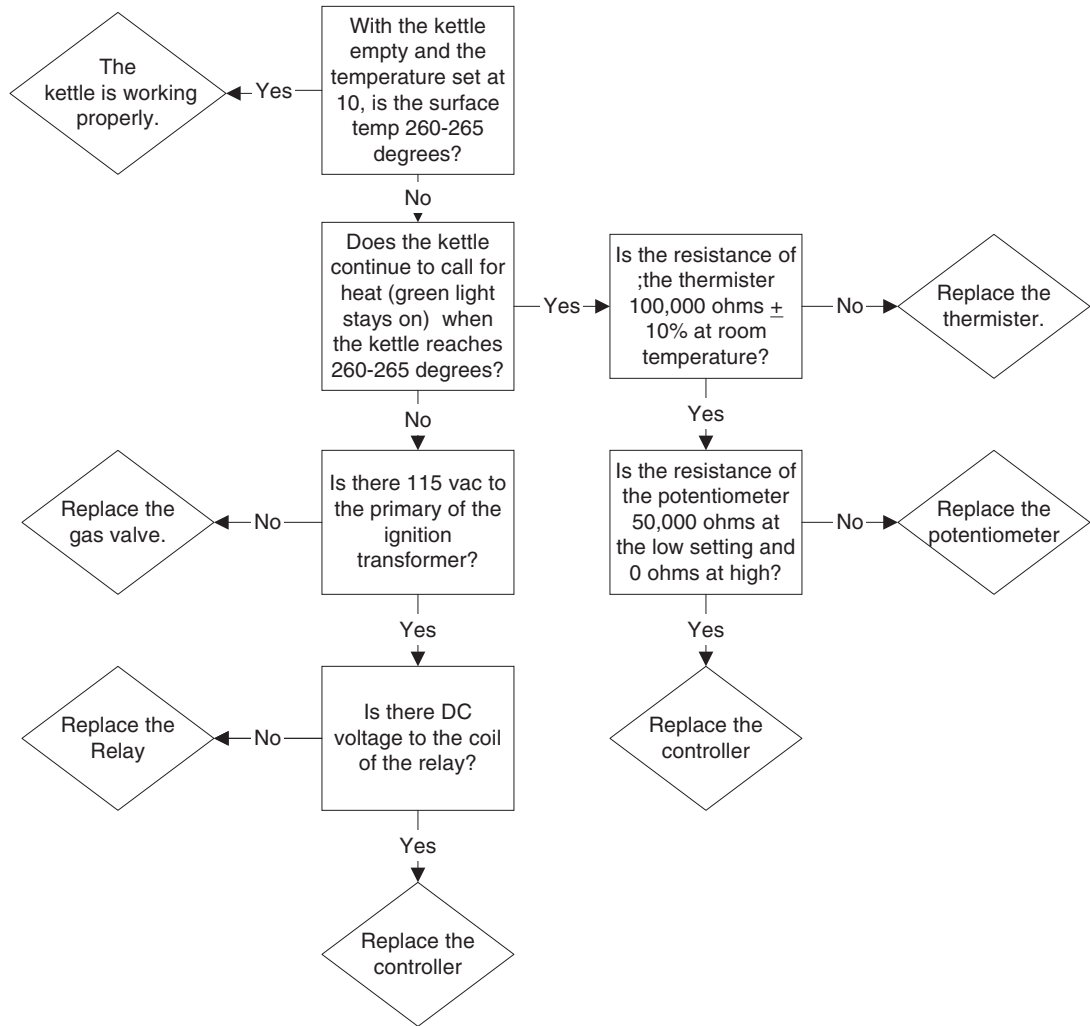 With the kettle
empty and the
temperature set at
10, is the surface
temp 260-265
degrees?
Yes
The
kettle is working
properly.
No
Does the kettle
continue to call for
heat (green light
stays on) when
the kettle reaches
260-265 degrees?
Yes
Is the resistance of
;the thermister
100,000 ohms ±
10% at room
temperature?
No
Replace the
thermister.
No
Yes
Is there 115 vac to
the primary of the
ignition
transformer?
No
Replace the
gas valve.
Is the resistance of
the potentiometer
50,000 ohms at
the low setting and
0 ohms at high?
No
Replace the
potentiometer
Yes
Yes
Is there DC
voltage to the coil
of the relay?
No
Replace the
Relay
Replace the
controller
Yes
Replace the
controller